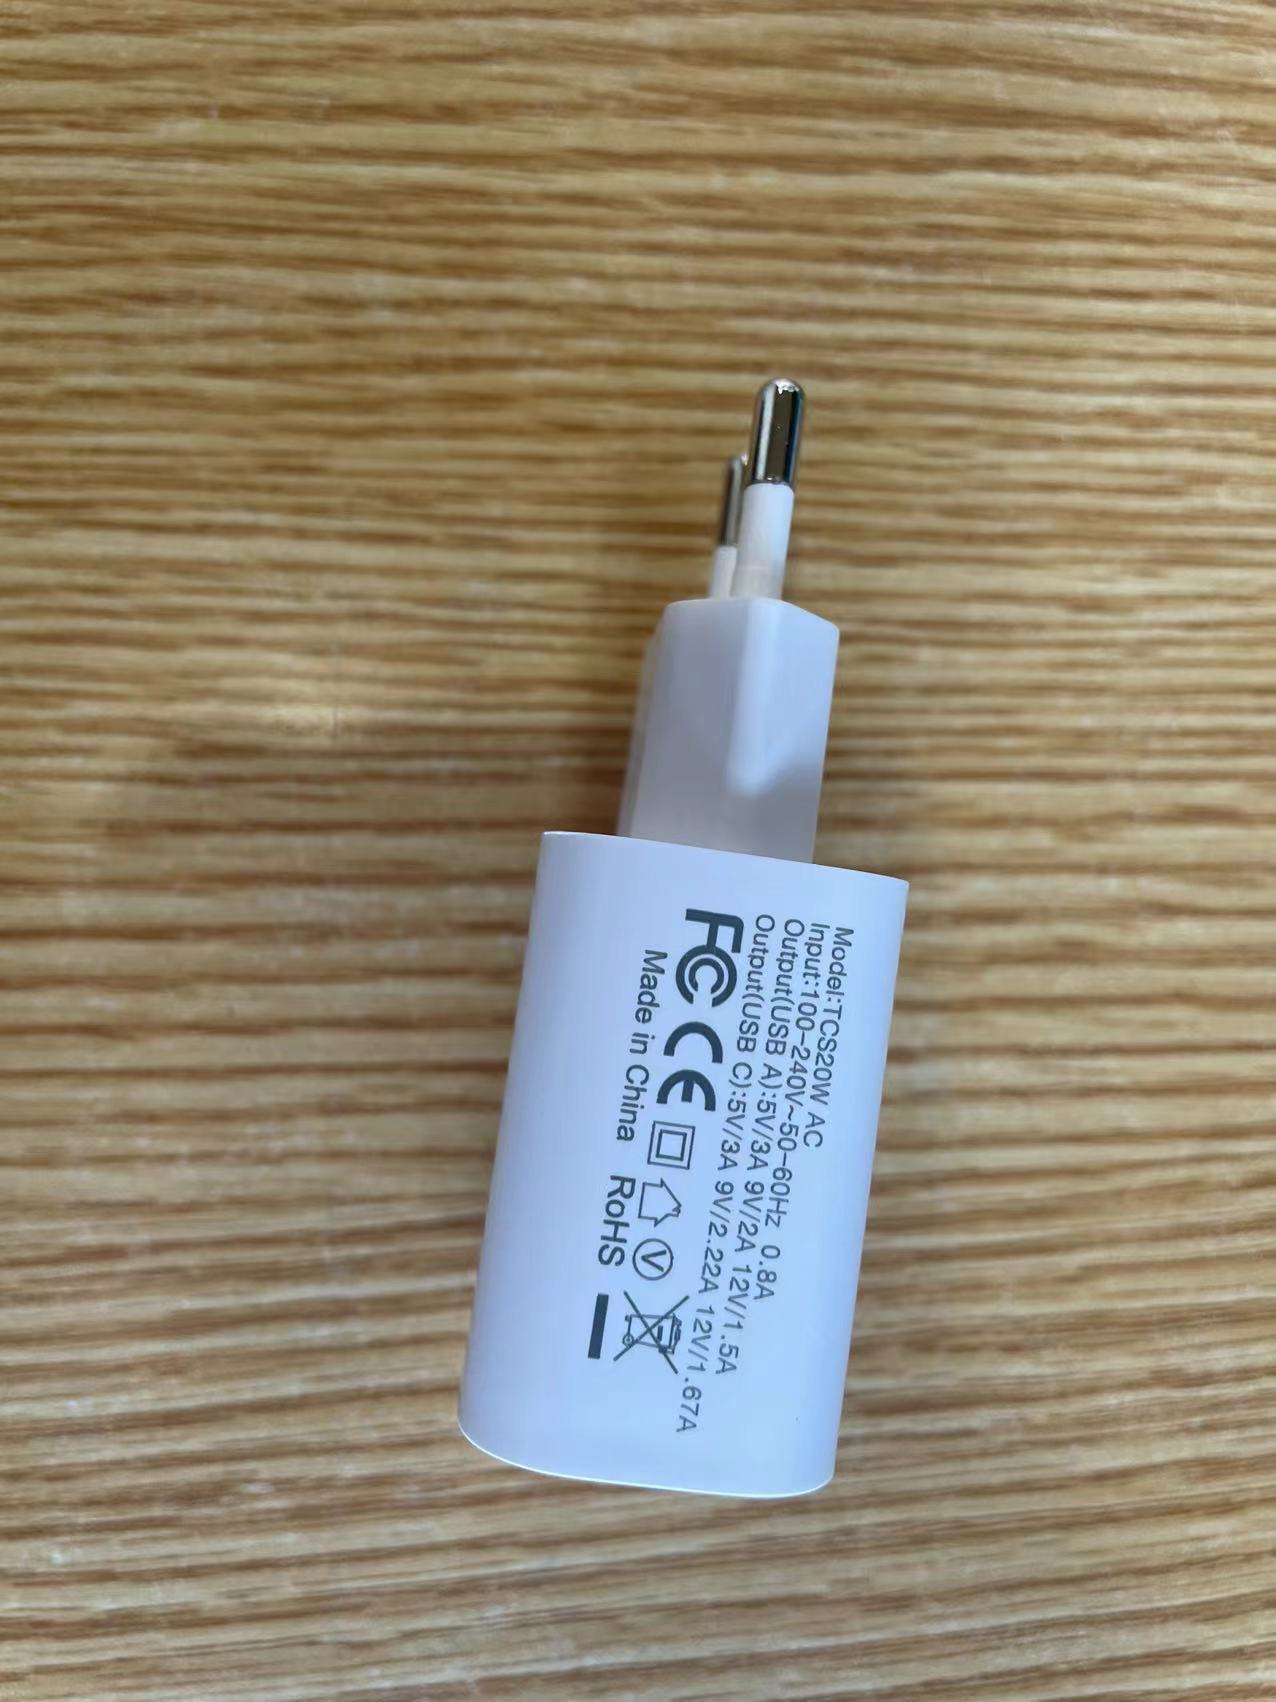 Model:TCS20W AC
Input:100-240V~50-60Hz 0.8A
Output(USB A):5V/3A 9V/2A 12V/1.5A
Output(USB C):5V/3A 9V/2.22A 12V/1.67A
FC CE V
Made in China RoHS